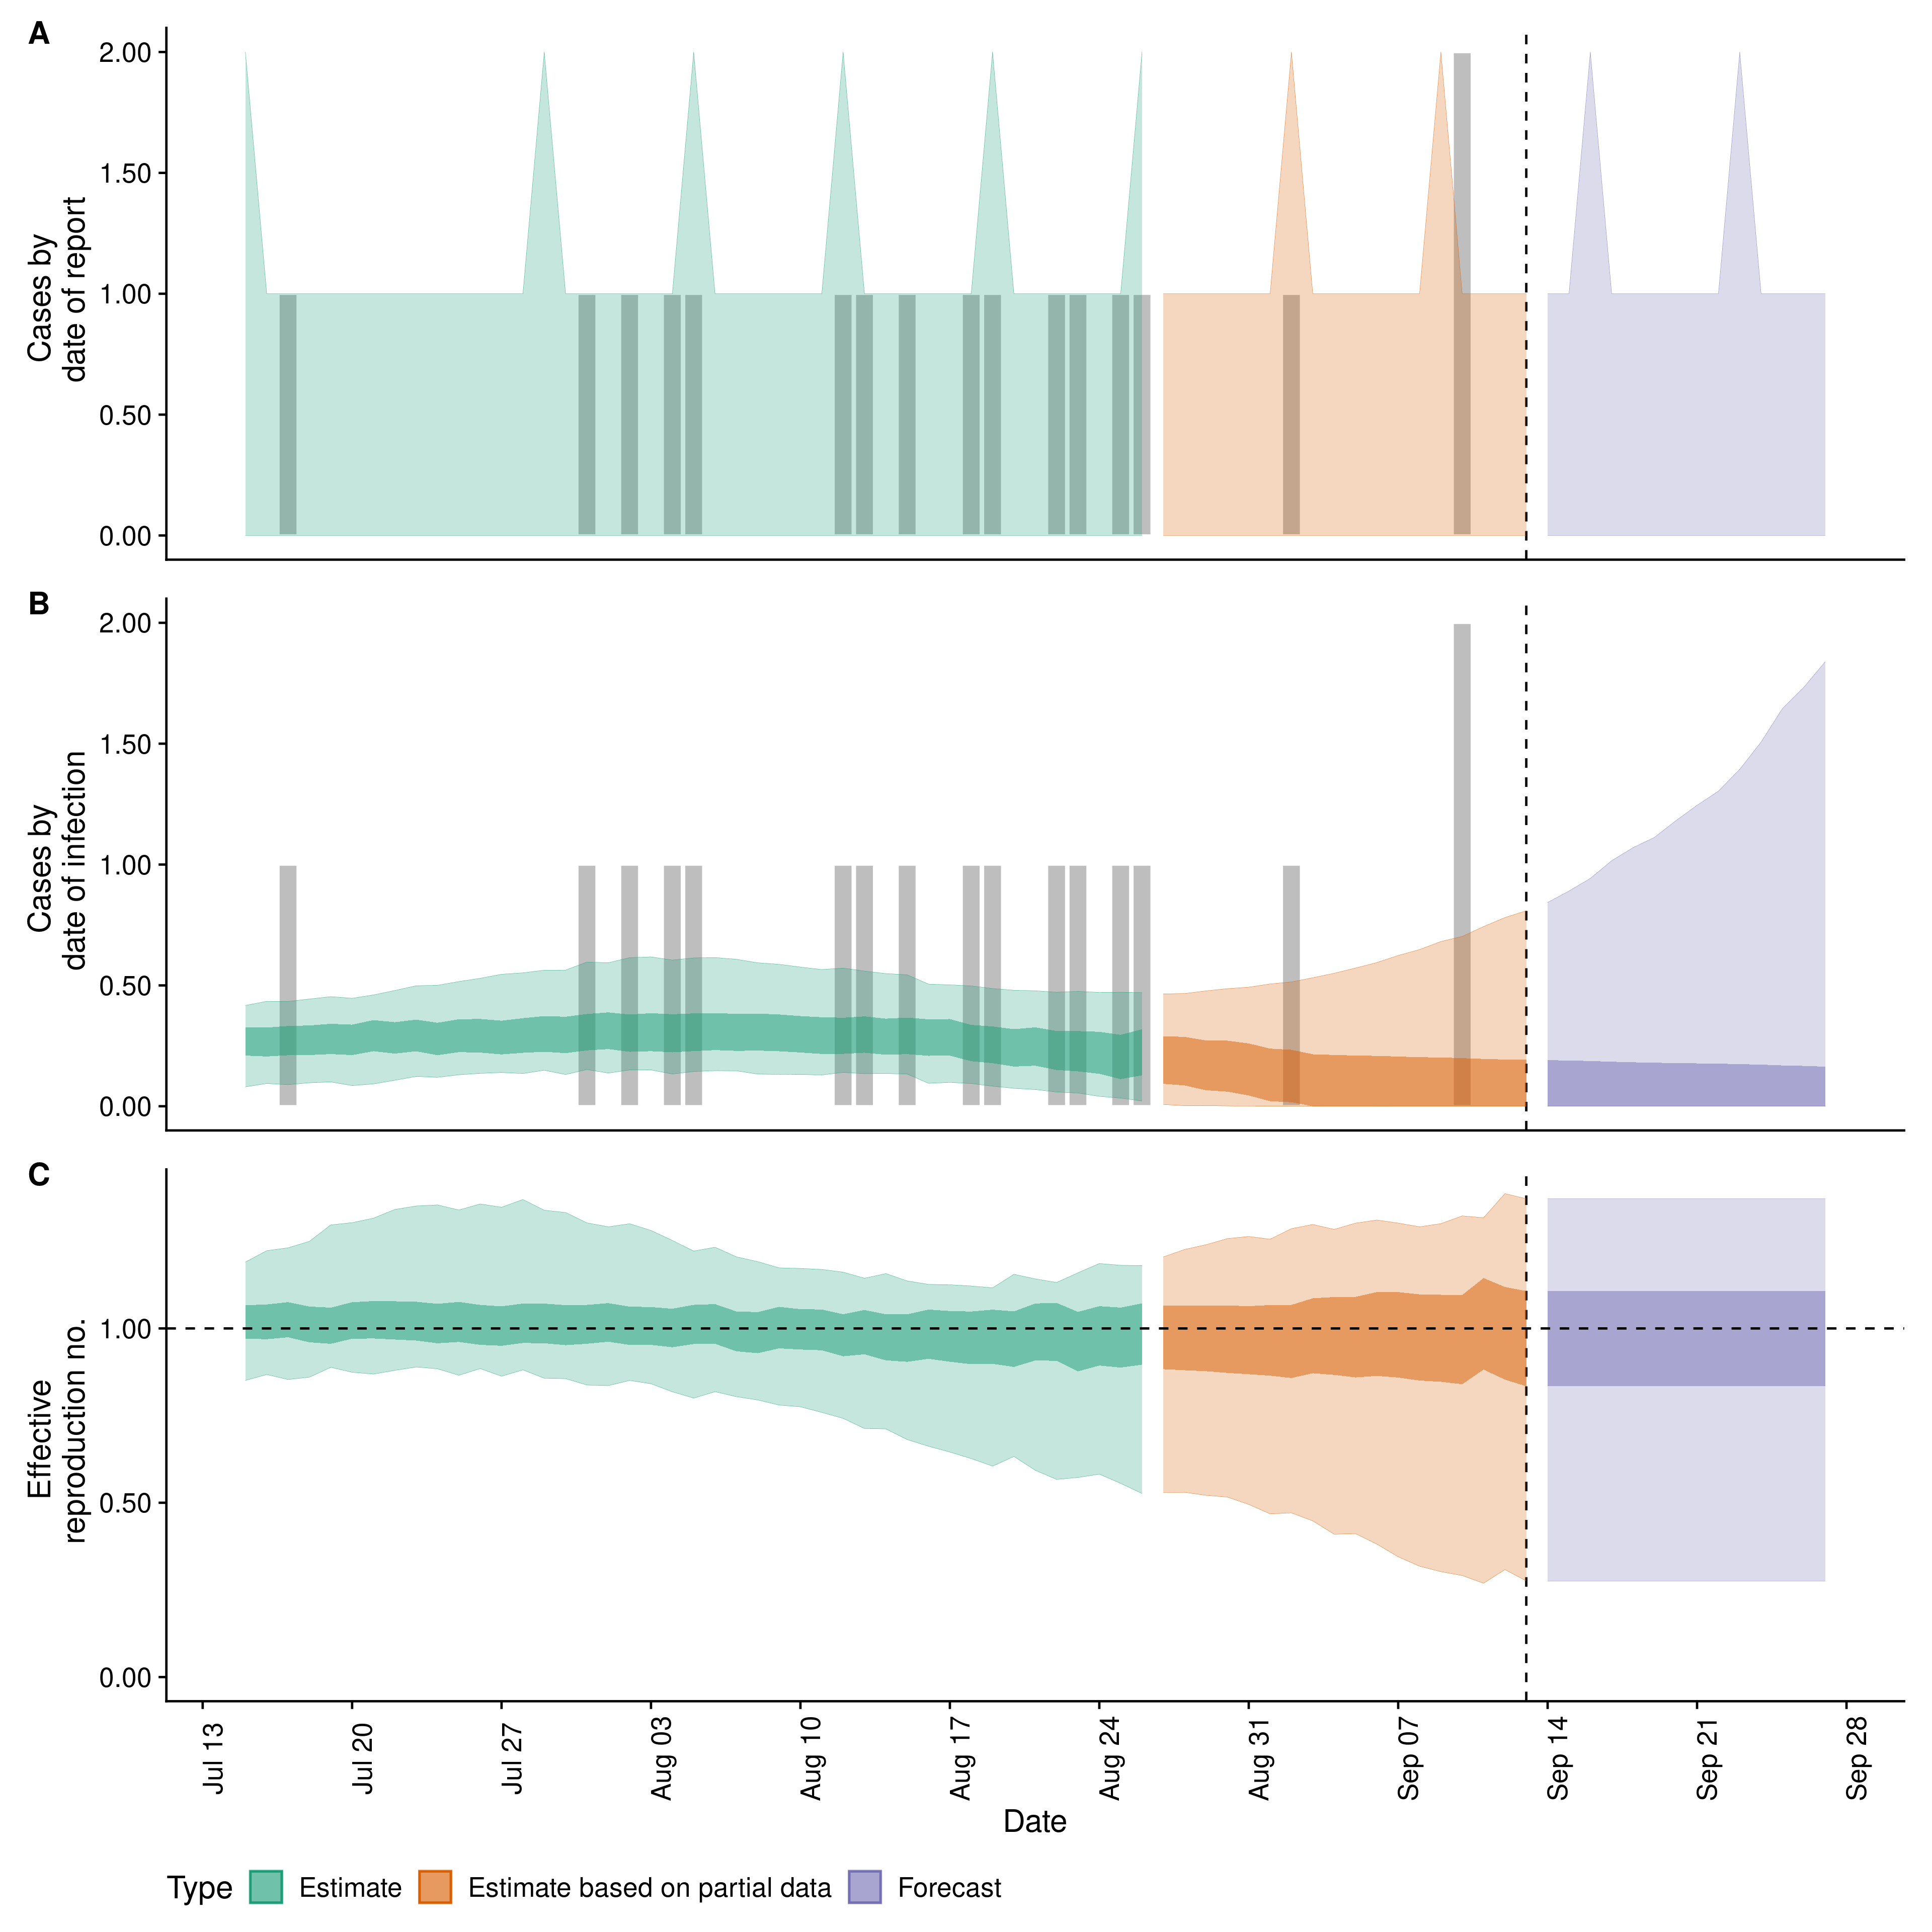 A
2.00
1.50
1.00
0.50
0.00
Cases by
date of report
B
2.00
1.50
1.00
0.50
0.00
Cases by
date of infection
C
1.00
0.50
0.00
Effective
reproduction no.
Jul 13
Jul 20
Jul 27
Aug 03
Aug 10
Aug 17
Aug 24
Aug 31
Sep 07
Sep 14
Sep 21
Sep 28
Date
Type Estimate Estimate based on partial data Forecast